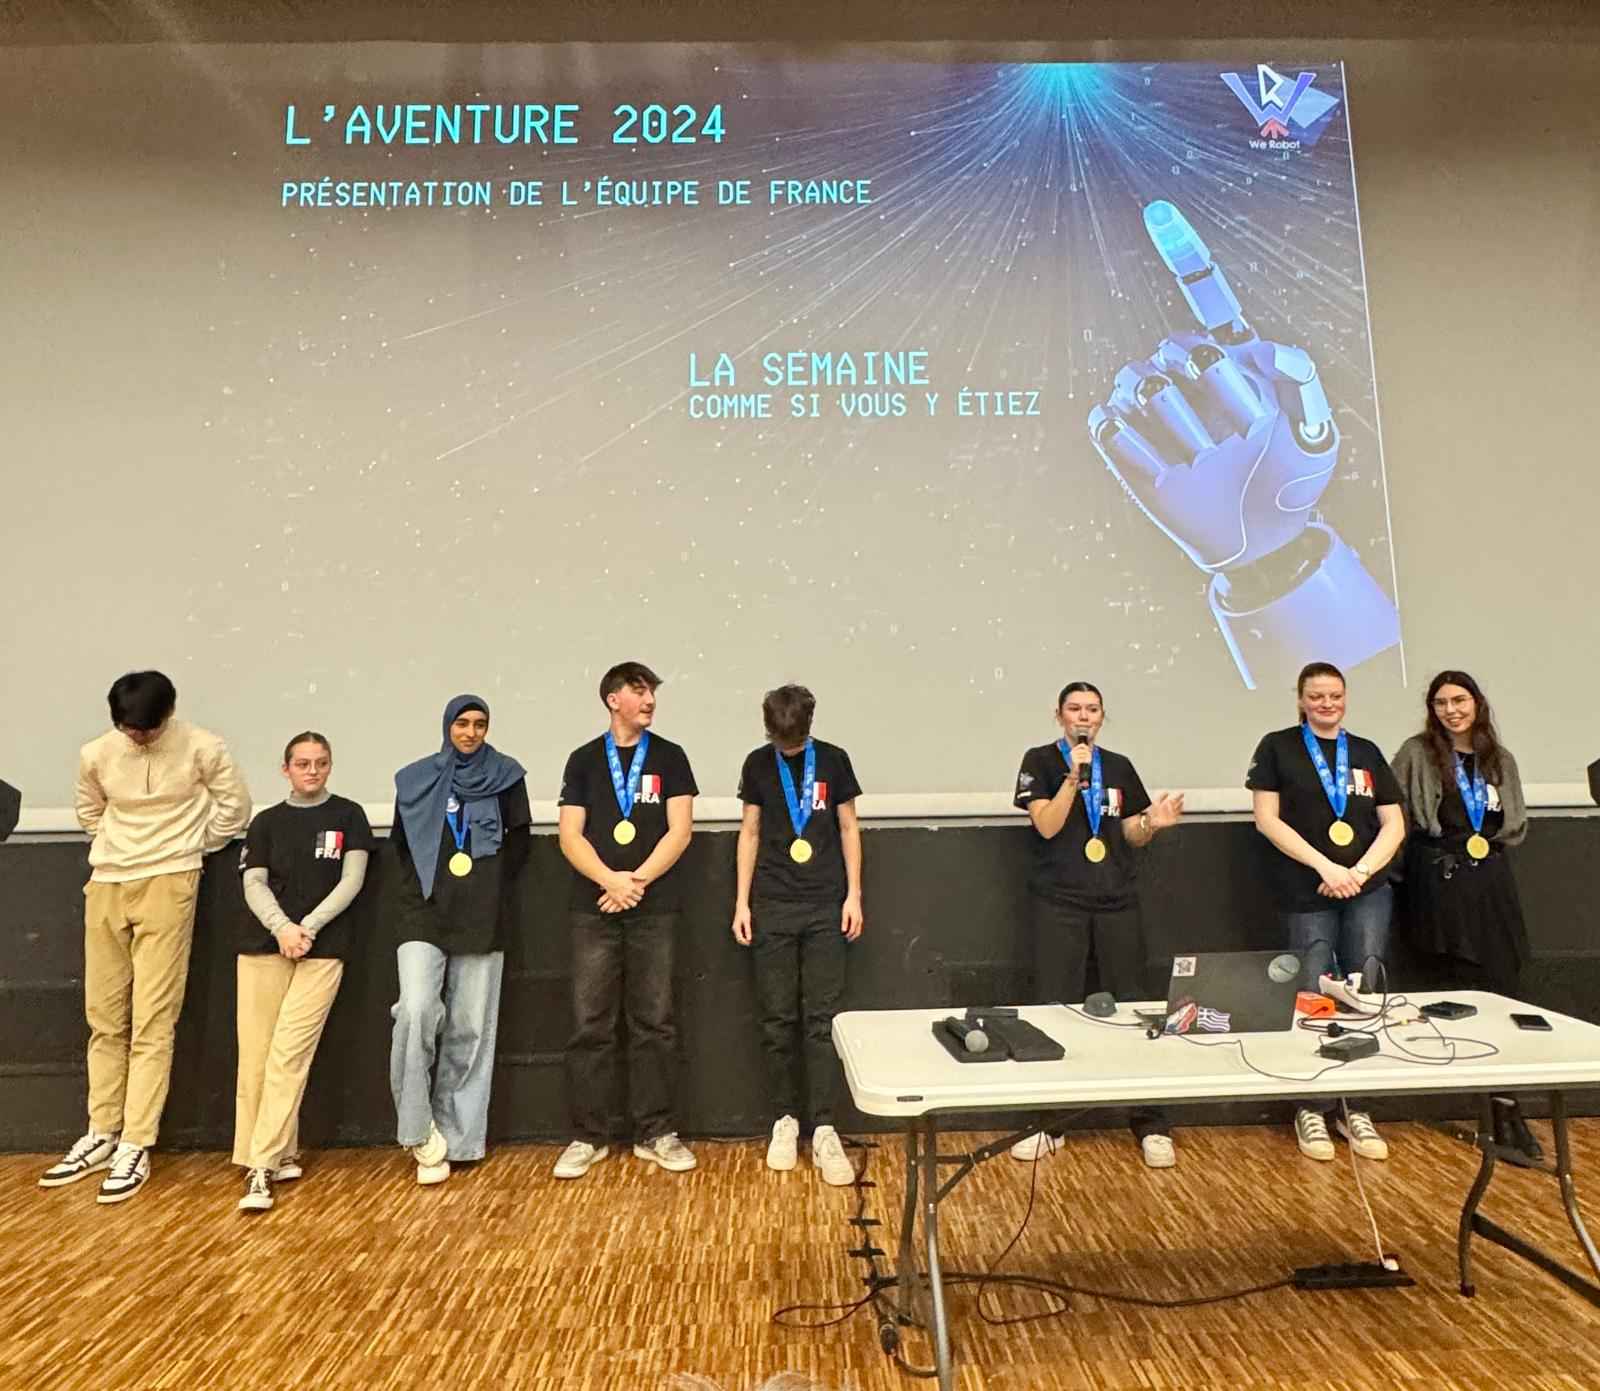 L'AVENTURE 2024
PRÉSENTATION DE L'ÉQUIPE DE FRANCE
We Robot
LA SEMAINE
COMME SI VOUS Y ÉTIEZ
FRA
FRA
FRA
FRA
FRA